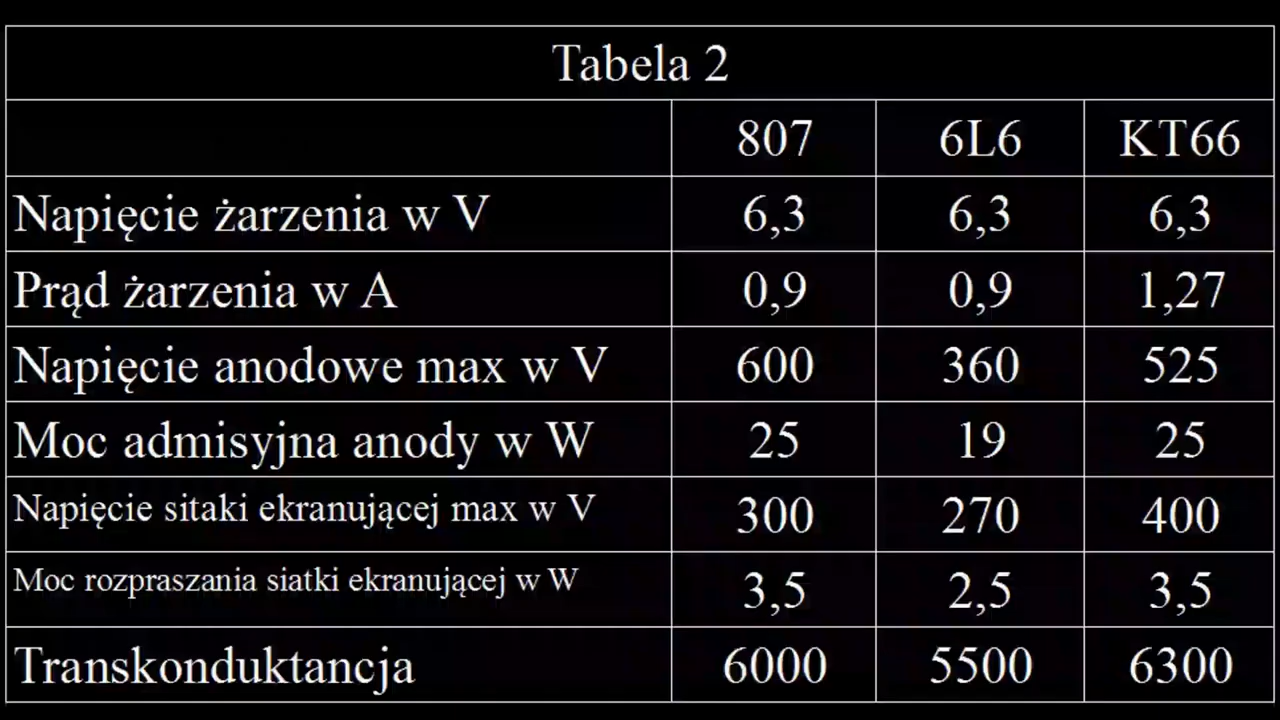 Tabela 2
807 6L6 KT66
Napięcie żarzenia w V 6,3 6,3 6,3
Prąd żarzenia w A 0,9 0,9 1,27
Napięcie anodowe max w V 600 360 525
Moc admisyjna anody w W 25 19 25
Napięcie sitaki ekranującej max w V 300 270 400
Moc rozpraszania siatki ekranującej w W 3,5 2,5 3,5
Transkonduktancja 6000 5500 6300